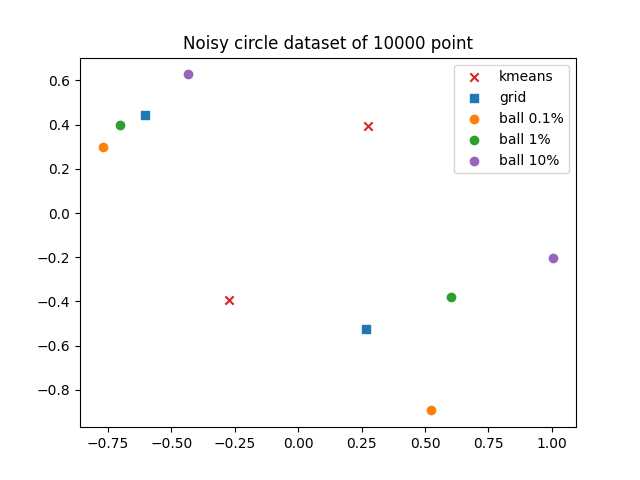 Noisy circle dataset of 10000 point
kmeans
grid
ball 0.1%
ball 1%
ball 10%
0.6
0.4
0.2
0.0
−0.2
−0.4
−0.6
−0.8
−0.75 −0.50 −0.25 0.00 0.25 0.50 0.75 1.00